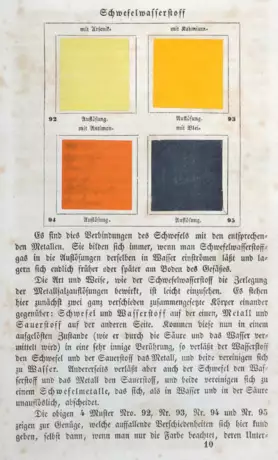 Schwefelwasserstoff
mit Arsenik- mit Kadmium-
92 Auflösung. Auflösung. 93
mit Antimon- mit Blei-
94 Auflösung. Auflösung. 95
Es sind dies Verbindungen des Schwefels mit den entsprechen-
den Metallen. Sie bilden sich immer, wenn man Schwefelwasserstoff-
gas in die Auflösungen derselben in Wasser einströmen läßt und la-
gern sich endlich früher oder später am Boden des Gefäßes.
Die Art und Weise, wie der Schwefelwasserstoff die Zerlegung
der Metallsalzauflösungen bewirkt, ist leicht einzusehen. Es stehen
hier zunächst zwei ganz verschieden zusammengesetzte Körper einander
gegenüber: Schwefel und Wasserstoff auf der einen, Metall und
Sauerstoff auf der anderen Seite. Kommen diese nun in einem
aufgelösten Zustande (wie er durch die Säure und das Wasser ver-
mittelt wird) in eine sehr innige Berührung, so läßt der Wasserstoff
den Schwefel und der Sauerstoff das Metall, und beide vereinigen sich
zu Wasser. Andererseits verläßt aber auch der Schwefel den Was-
serstoff und das Metall den Sauerstoff, und beide vereinigen sich zu
einem Schwefelmetalle, das sich, als in Wasser und in der Säure
unauflöslich, abscheidet.
Die obigen 4 Muster Nro. 92, Nr. 93, Nr. 94 und Nr. 95
zeigen zur Genüge, welche auffallende Verschiedenheiten sich hier kund
geben, selbst dann, wenn man nur die Farbe beachtet, deren Unter-
10